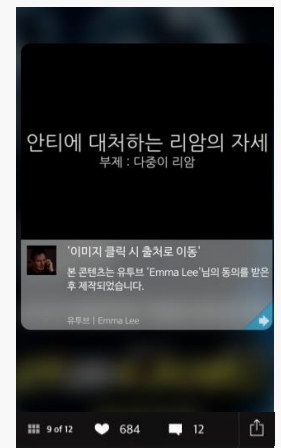 안티에 대처하는 리암의 자세
부제 : 다중이 리암
'이미지 클릭 시 출처로 이동'
본 콘텐츠는 유투브 'Emma Lee'님의 동의를 받은
후 제작되었습니다.
유투브 | Emma Lee
9 of 12
684
12